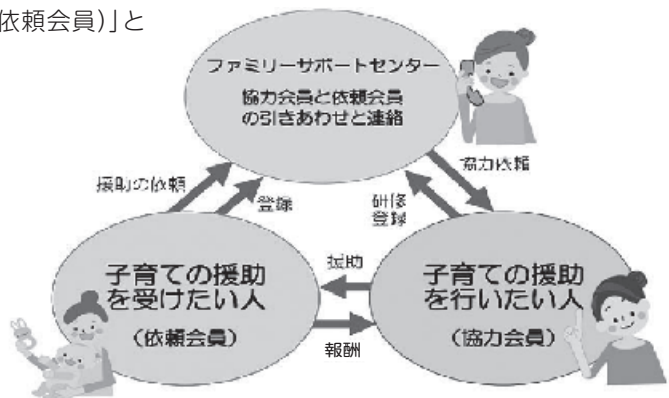 依頼会員)」と
ファミリーサポートセンター
協力会員と依頼会員
の引きあわせと連絡
援助の依頼
登録
研修
登録
協力依頼
子育ての援助
を受けたい人
(依頼会員)
援助
報酬
子育ての援助
を行いたい人
(協力会員)